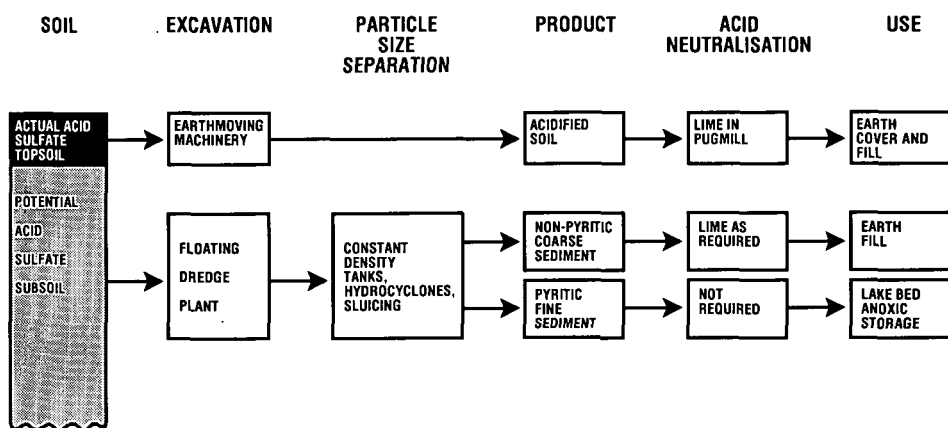 SOIL
EXCAVATION
PARTICLE
SIZE
SEPARATION
PRODUCT
ACID
NEUTRALISATION
USE
ACTUAL ACID
SULFATE
TOPSOIL
EARTHMOVING
MACHINERY
ACIDIFIED
SOIL
LIME IN
PUGMILL
EARTH
COVER AND
FILL
POTENTIAL
ACID
SULFATE
SUBSOIL
FLOATING
DREDGE
PLANT
CONSTANT
DENSITY
TANKS,
HYDROCYCLONES,
SLUICING
NON-PYRITIC
COARSE
SEDIMENT
LIME AS
REQUIRED
EARTH
FILL
PYRITIC
FINE
SEDIMENT
NOT
REQUIRED
LAKE BED
ANOXIC
STORAGE